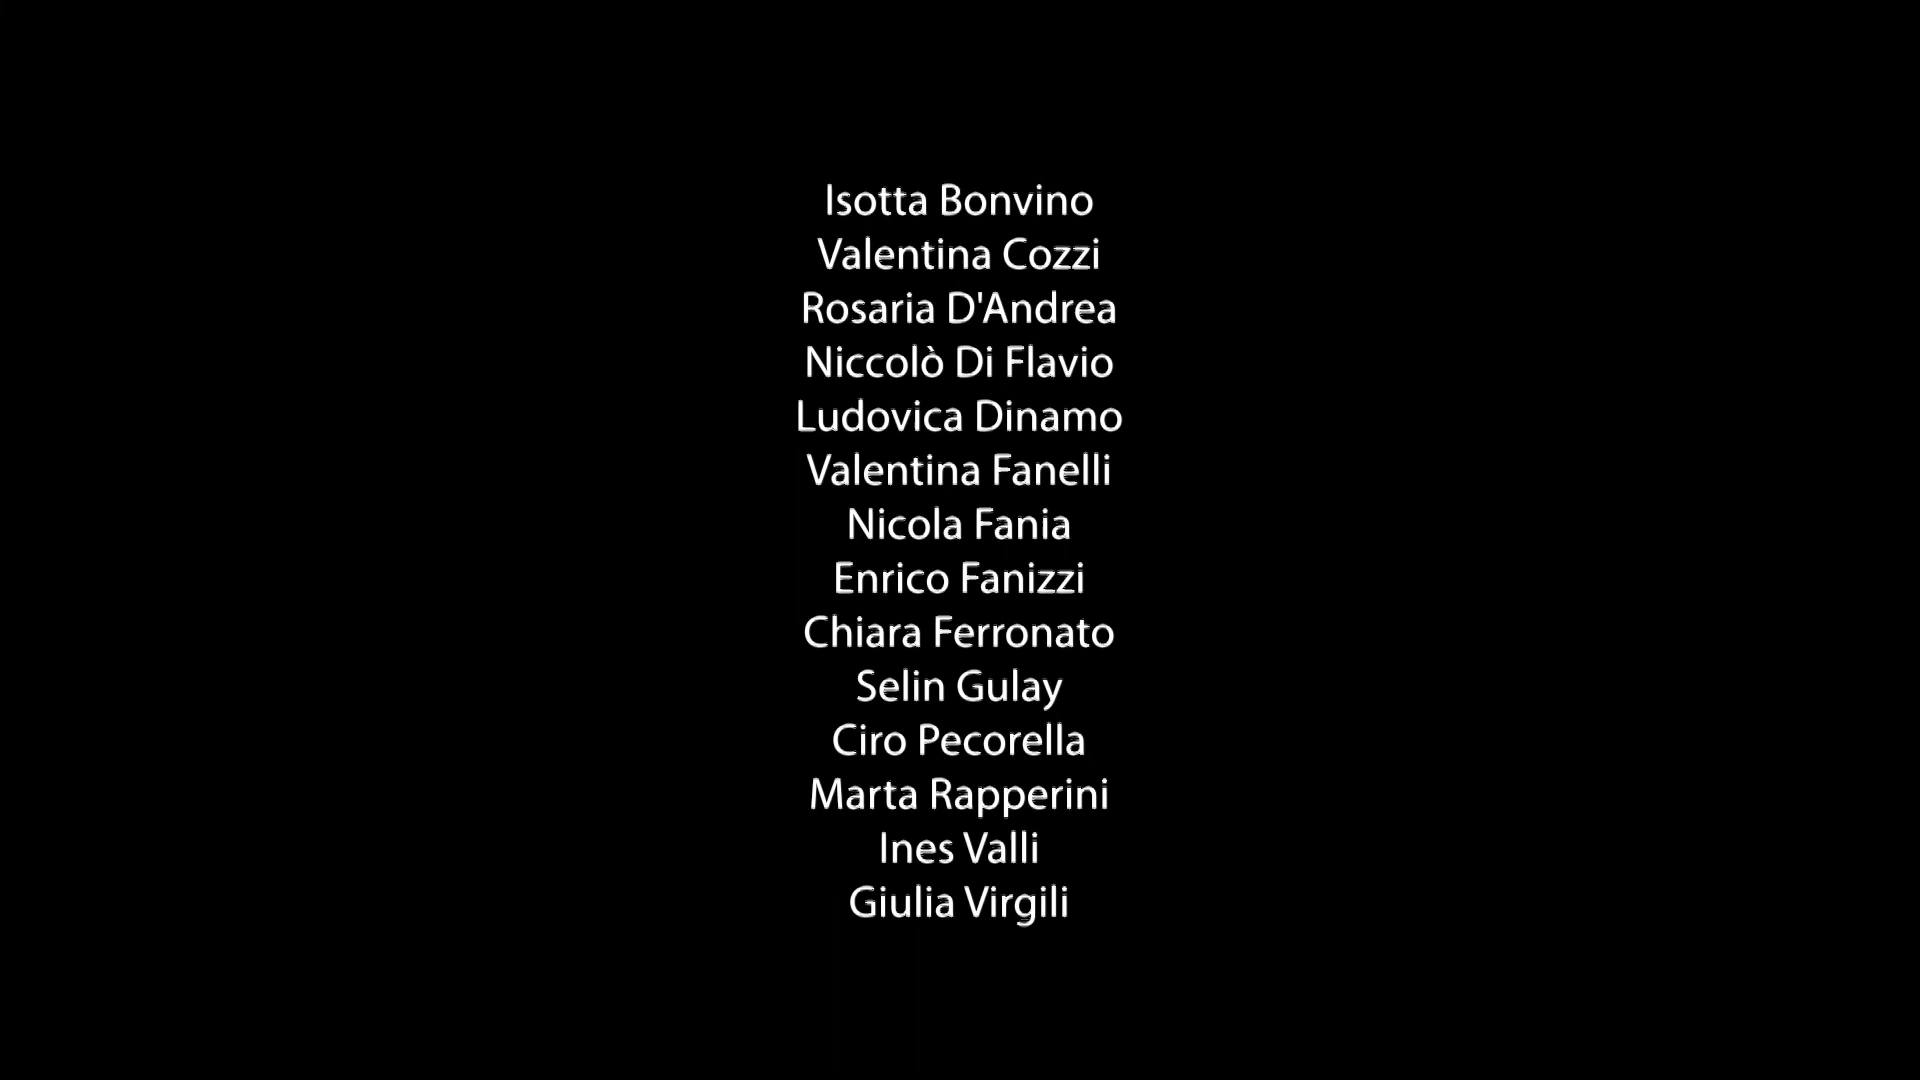 Isotta Bonvino
Valentina Cozzi
Rosaria D'Andrea
Niccolò Di Flavio
Ludovica Dinamo
Valentina Fanelli
Nicola Fania
Enrico Fanizzi
Chiara Ferronato
Selin Gulay
Ciro Pecorella
Marta Rapperini
Ines Valli
Giulia Virgili